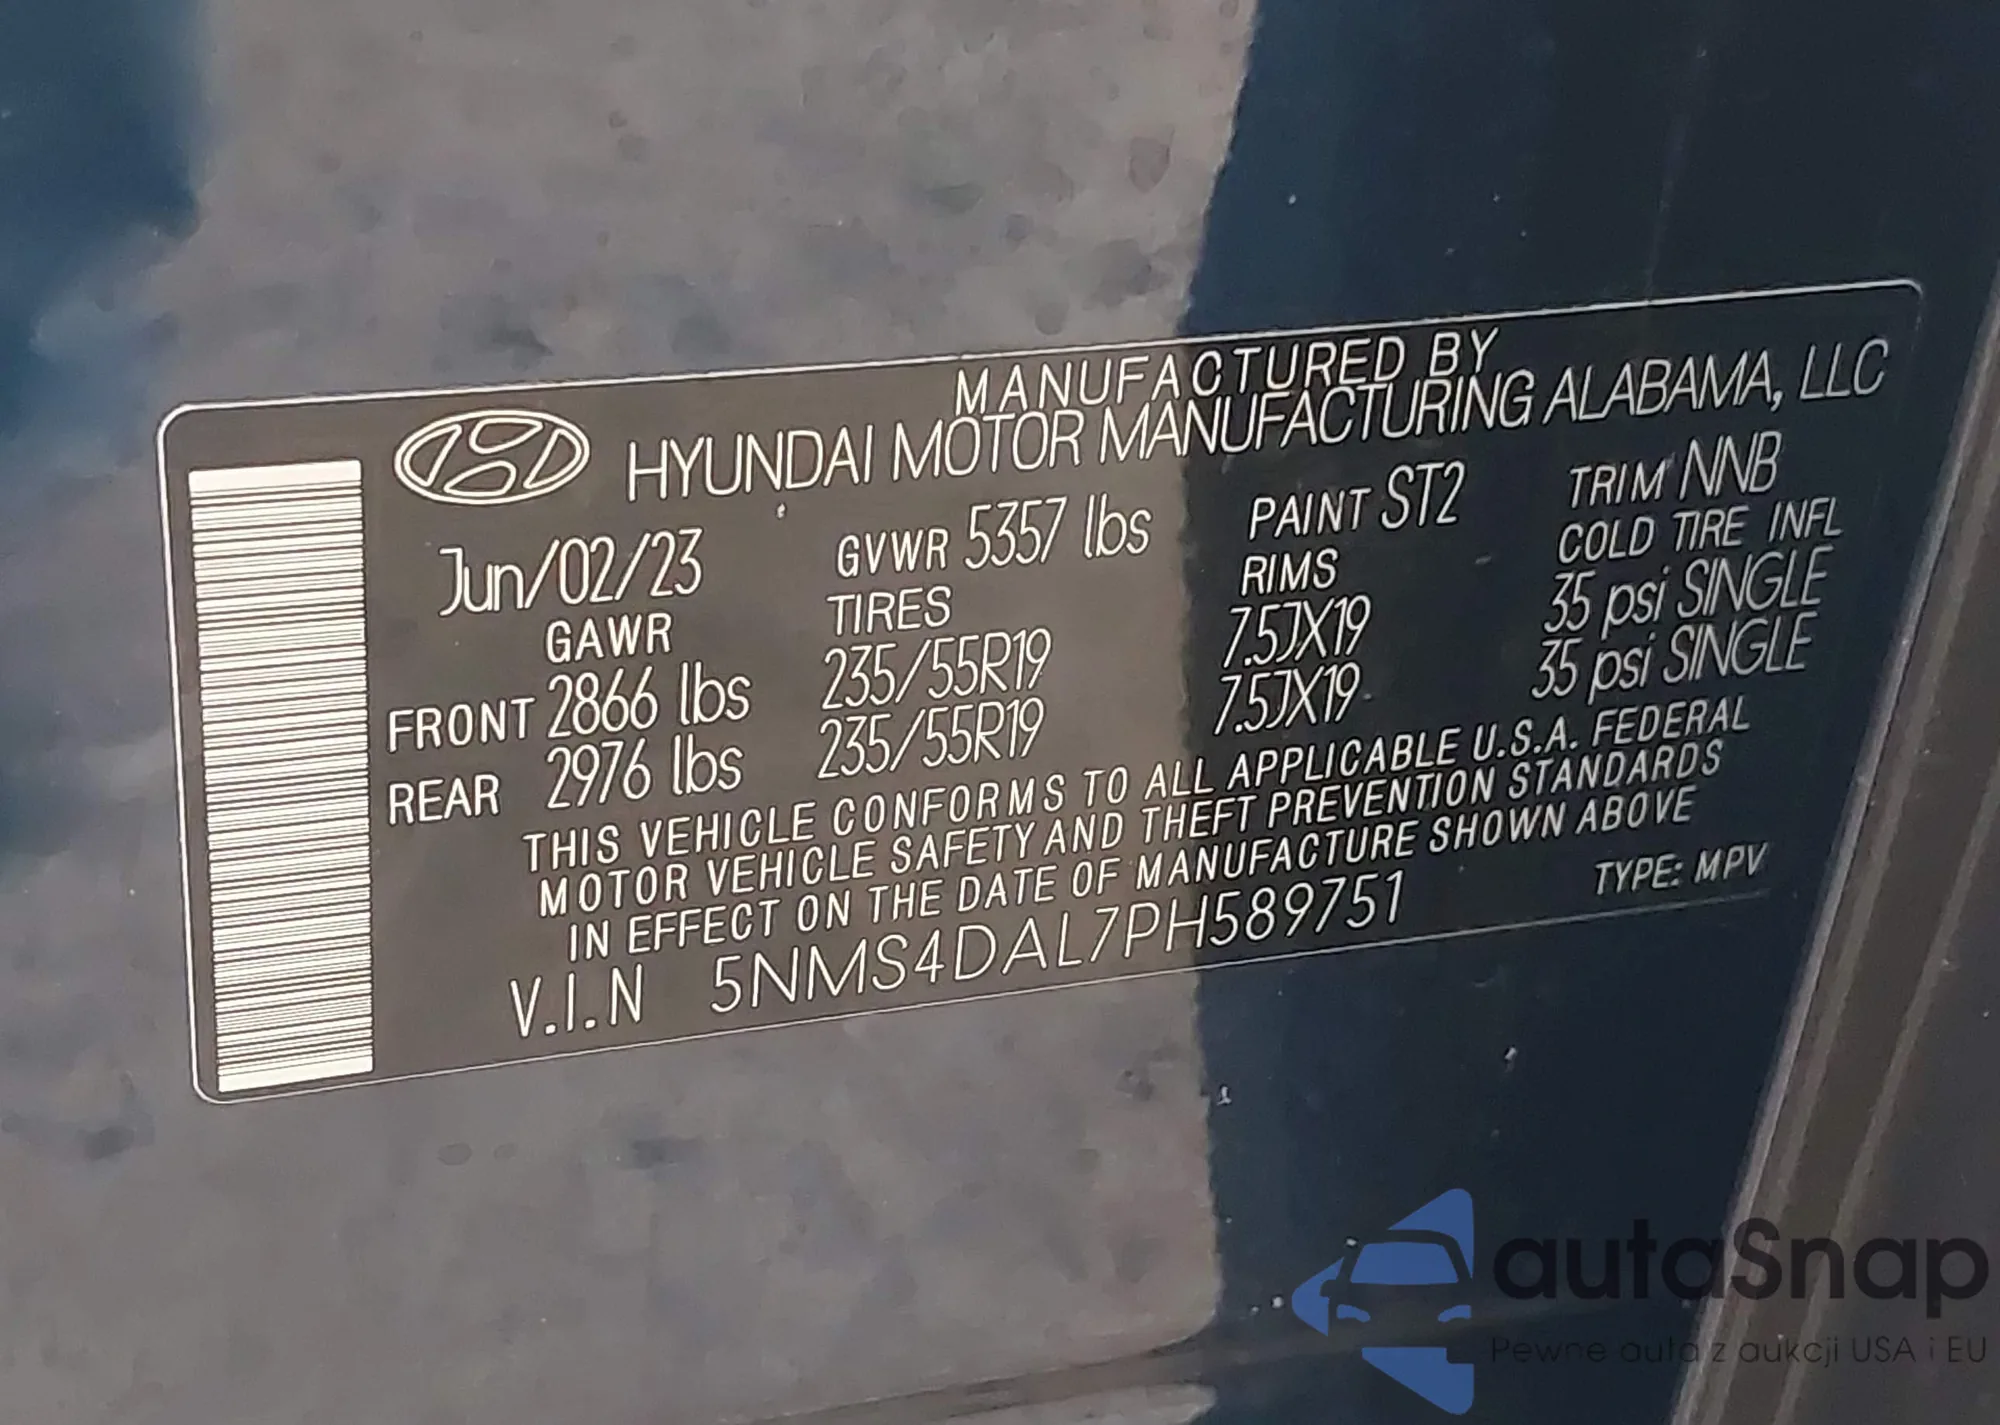 MANUFACTURED BY
HYUNDAI MOTOR MANUFACTURING ALABAMA, LLC
Jun/02/23 GVWR 5357 lbs PAINT ST2 TRIM NNB
GAWR TIRES RIMS COLD TIRE INFL
FRONT 2866 lbs 235/55R19 7.5JX19 35 psi SINGLE
REAR 2976 lbs 235/55R19 7.5JX19 35 psi SINGLE
THIS VEHICLE CONFORMS TO ALL APPLICABLE U.S.A. FEDERAL
MOTOR VEHICLE SAFETY AND THEFT PREVENTION STANDARDS
IN EFFECT ON THE DATE OF MANUFACTURE SHOWN ABOVE
V.I.N 5NMS4DAL7PH589751 TYPE: MPV
autaSnap
Pewne auta z aukcji USA i EU